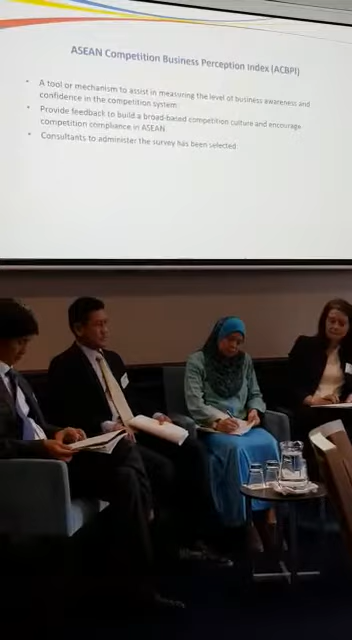 ASEAN Competition Business Perception Index (ACBPI)
• A tool or mechanism to assist in measuring the level of business awareness and
confidence in the competition system
• Provide feedback to build a broad-based competition culture and encourage
competition compliance in ASEAN
• Consultants to administer the survey has been selected